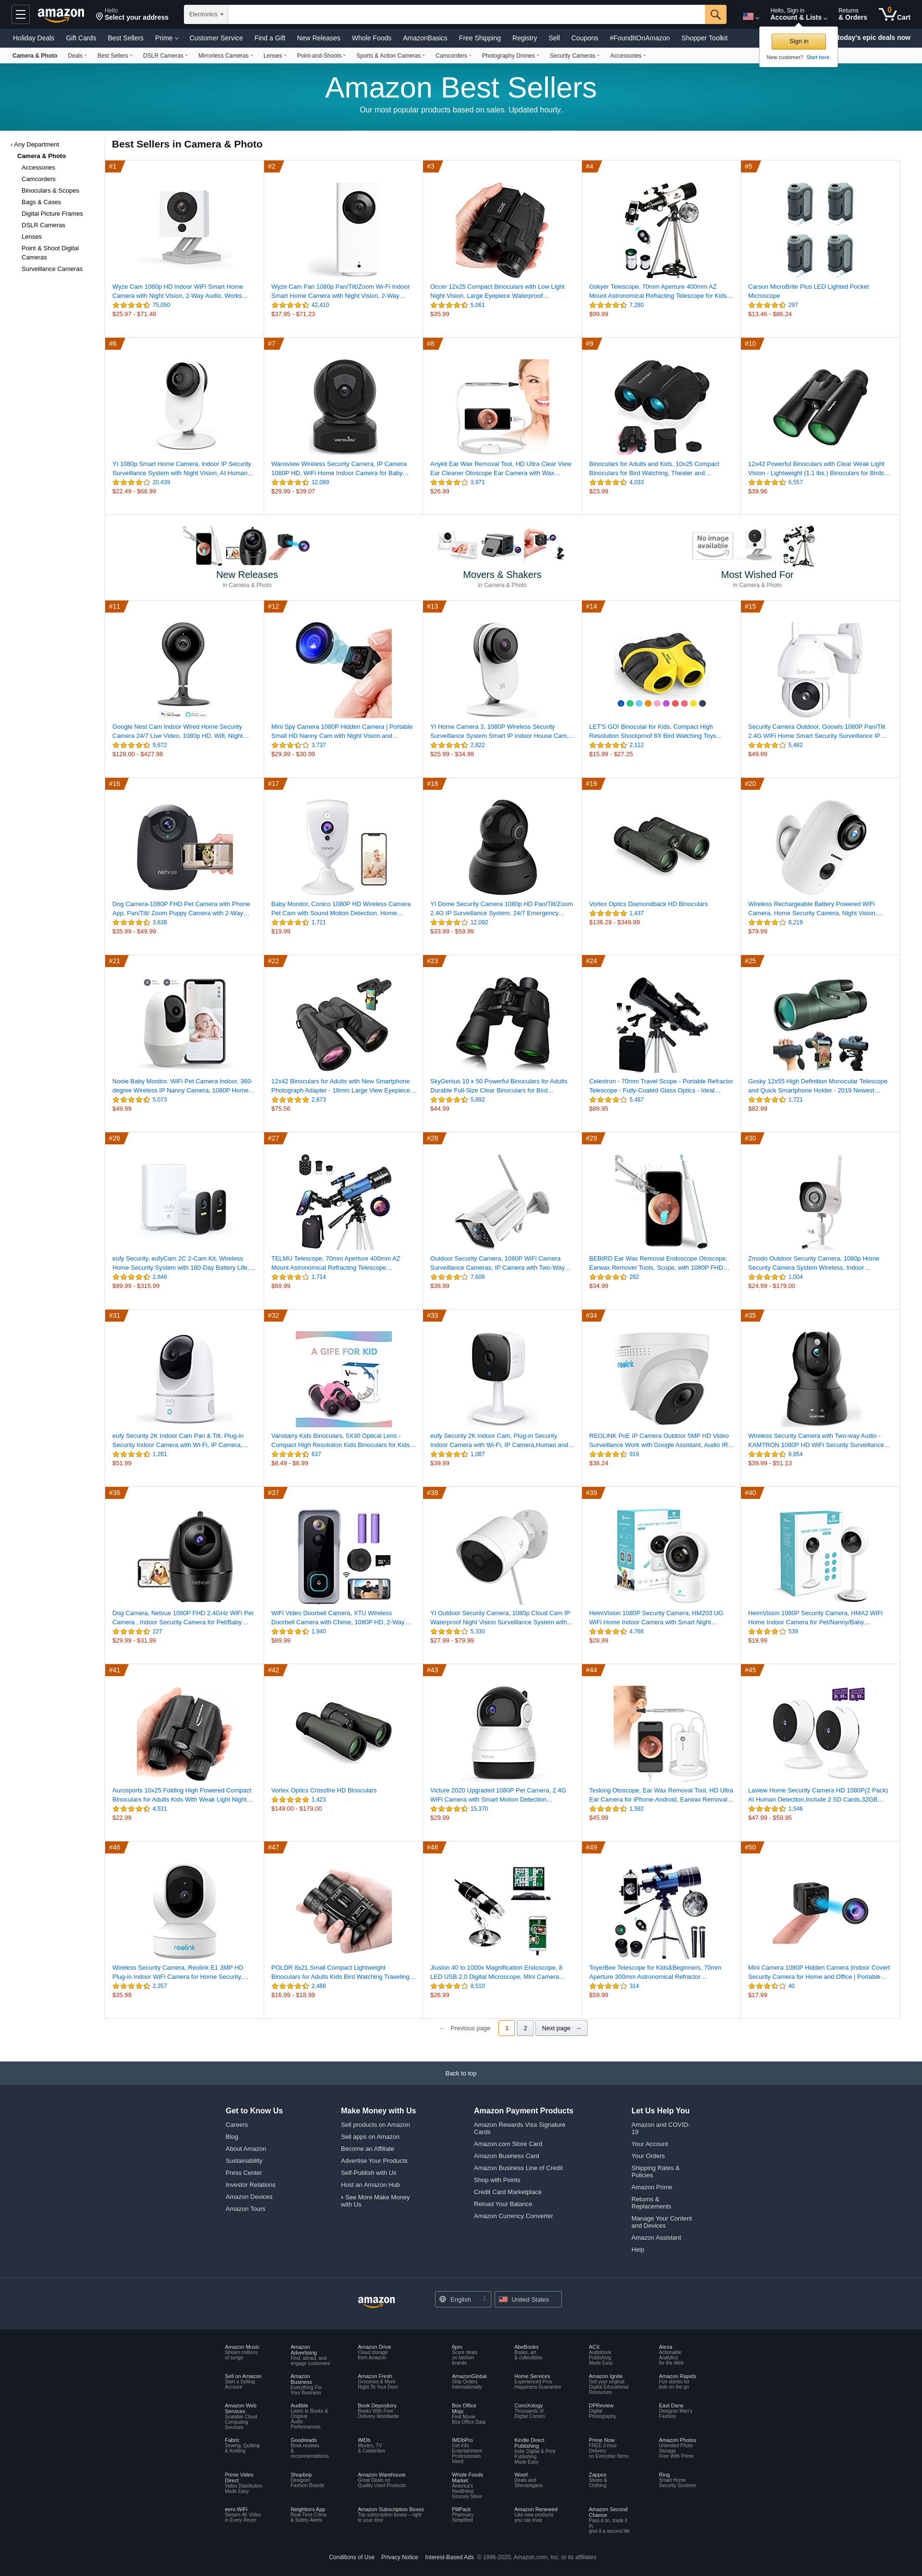 amazon
Hello
Select your address
Electronics
Hello, Sign in
Account & Lists
Returns
& Orders
0
Cart
Holiday Deals Gift Cards Best Sellers Prime Customer Service Find a Gift New Releases Whole Foods AmazonBasics Free Shipping Registry Sell Coupons #FoundItOnAmazon Shopper Toolkit
today's epic deals now
Sign in
New customer? Start here.
Camera & Photo Deals Best Sellers DSLR Cameras Mirrorless Cameras Lenses Point-and-Shoots Sports & Action Cameras Camcorders Photography Drones Security Cameras Accessories
Amazon Best Sellers
Our most popular products based on sales. Updated hourly.
‹ Any Department
Camera & Photo
Accessories
Camcorders
Binoculars & Scopes
Bags & Cases
Digital Picture Frames
DSLR Cameras
Lenses
Point & Shoot Digital
Cameras
Surveillance Cameras
Best Sellers in Camera & Photo
#1
Wyze Cam 1080p HD Indoor WiFi Smart Home
Camera with Night Vision, 2-Way Audio, Works…
75,050
$25.97 - $71.48
#2
Wyze Cam Pan 1080p Pan/Tilt/Zoom Wi-Fi Indoor
Smart Home Camera with Night Vision, 2-Way…
42,410
$37.95 - $71.23
#3
Occer 12x25 Compact Binoculars with Low Light
Night Vision, Large Eyepiece Waterproof…
5,061
$35.99
#4
Gskyer Telescope, 70mm Aperture 400mm AZ
Mount Astronomical Refracting Telescope for Kids…
7,280
$99.99
#5
Carson MicroBrite Plus LED Lighted Pocket
Microscope
297
$13.46 - $86.24
#6
YI 1080p Smart Home Camera, Indoor IP Security
Surveillance System with Night Vision, AI Human…
20,439
$22.49 - $68.99
#7
Wansview Wireless Security Camera, IP Camera
1080P HD, WiFi Home Indoor Camera for Baby…
12,089
$29.99 - $39.07
#8
Anykit Ear Wax Removal Tool, HD Ultra Clear View
Ear Cleaner Otoscope Ear Camera with Wax…
3,971
$26.99
#9
Binoculars for Adults and Kids, 10x25 Compact
Binoculars for Bird Watching, Theater and…
4,033
$23.99
#10
12x42 Powerful Binoculars with Clear Weak Light
Vision - Lightweight (1.1 lbs.) Binoculars for Birds…
6,557
$39.96
New Releases
in Camera & Photo
Movers & Shakers
in Camera & Photo
No image
available
Most Wished For
in Camera & Photo
#11
Google Nest Cam Indoor Wired Home Security
Camera 24/7 Live Video, 1080p HD, Wifi, Night…
9,672
$128.00 - $427.98
#12
Mini Spy Camera 1080P Hidden Camera | Portable
Small HD Nanny Cam with Night Vision and…
3,737
$29.99 - $30.99
#13
YI Home Camera 3, 1080P Wireless Security
Surveillance System Smart IP Indoor House Cam,…
2,822
$25.99 - $34.99
#14
LET'S GO! Binocular for Kids, Compact High
Resolution Shockproof 8X Bird Watching Toys…
2,112
$15.99 - $27.25
#15
Security Camera Outdoor, Goowls 1080P Pan/Tilt
2.4G WiFi Home Smart Security Surveillance IP…
5,482
$49.99
#16
netvue
Dog Camera-1080P FHD Pet Camera with Phone
App, Pan/Tilt/ Zoom Puppy Camera with 2-Way…
3,638
$35.99 - $49.99
#17
Baby Monitor, Conico 1080P HD Wireless Camera
Pet Cam with Sound Motion Detection, Home…
1,721
$19.99
#18
YI Dome Security Camera 1080p HD Pan/Tilt/Zoom
2.4G IP Surveillance System, 24/7 Emergency…
12,092
$33.99 - $59.99
#19
Vortex Optics Diamondback HD Binoculars
1,437
$136.29 - $349.99
#20
Wireless Rechargeable Battery Powered WiFi
Camera, Home Security Camera, Night Vision,…
8,219
$79.99
#21
Nooie Baby Monitor, WiFi Pet Camera Indoor, 360-
degree Wireless IP Nanny Camera, 1080P Home…
5,073
$49.99
#22
12x42 Binoculars for Adults with New Smartphone
Photograph Adapter - 18mm Large View Eyepiece…
2,673
$75.56
#23
SkyGenius 10 x 50 Powerful Binoculars for Adults
Durable Full-Size Clear Binoculars for Bird…
5,892
$44.99
#24
Celestron - 70mm Travel Scope - Portable Refractor
Telescope - Fully-Coated Glass Optics - Ideal…
5,487
$89.95
#25
Gosky 12x55 High Definition Monocular Telescope
and Quick Smartphone Holder - 2019 Newest…
1,721
$82.99
#26
eufy Security, eufyCam 2C 2-Cam Kit, Wireless
Home Security System with 180-Day Battery Life,…
2,846
$99.99 - $315.99
#27
TELMU Telescope, 70mm Aperture 400mm AZ
Mount Astronomical Refracting Telescope…
1,714
$69.99
#28
Outdoor Security Camera, 1080P WiFi Camera
Surveillance Cameras, IP Camera with Two-Way…
7,606
$38.99
#29
BEBIRD Ear Wax Removal Endoscope Otoscope,
Earwax Remover Tools, Scope, with 1080P FHD…
282
$34.99
#30
Zmodo Outdoor Security Camera, 1080p Home
Security Camera System Wireless, Indoor…
1,004
$24.99 - $179.00
#31
eufy Security 2K Indoor Cam Pan & Tilt, Plug-in
Security Indoor Camera with Wi-Fi, IP Camera,…
1,261
$51.99
#32
A GIFE FOR KID
Vanstarry Kids Binoculars, 5X30 Optical Lens -
Compact High Resolution Kids Binoculars for Kids…
637
$8.49 - $8.99
#33
eufy Security 2K Indoor Cam, Plug-in Security
Indoor Camera with Wi-Fi, IP Camera,Human and…
1,087
$39.99
#34
reolink
REOLINK PoE IP Camera Outdoor 5MP HD Video
Surveillance Work with Google Assistant, Audio IR…
919
$38.24
#35
Wireless Security Camera with Two-way Audio -
KAMTRON 1080P HD WiFi Security Surveillance…
8,854
$39.99 - $51.13
#36
netvue
Dog Camera, Netvue 1080P FHD 2.4GHz WiFi Pet
Camera , Indoor Security Camera for Pet/Baby…
227
$29.99 - $31.99
#37
WiFi Video Doorbell Camera, XTU Wireless
Doorbell Camera with Chime, 1080P HD, 2-Way…
1,940
$89.99
#38
YI Outdoor Security Camera, 1080p Cloud Cam IP
Waterproof Night Vision Surveillance System with…
5,330
$27.99 - $79.99
#39
HeimVision 1080P Security Camera, HM203 UG
WiFi Home Indoor Camera with Smart Night…
4,766
$28.99
#40
HeimVision 1080P Security Camera, HMA2 WiFi
Home Indoor Camera for Pet/Nanny/Baby…
539
$19.99
#41
Aurosports 10x25 Folding High Powered Compact
Binoculars for Adults Kids With Weak Light Night…
4,531
$22.99
#42
Vortex Optics Crossfire HD Binoculars
1,423
$149.00 - $179.00
#43
Victure 2020 Upgraded 1080P Pet Camera, 2.4G
WiFi Camera with Smart Motion Detection…
15,370
$29.99
#44
Teslong Otoscope, Ear Wax Removal Tool, HD Ultra
Ear Camera for iPhone-Android, Earwax Removal…
1,592
$45.99
#45
Laview Home Security Camera HD 1080P(2 Pack)
AI Human Detection,Include 2 SD Cards,32GB…
1,546
$47.99 - $59.95
#46
reolink
Wireless Security Camera, Reolink E1 3MP HD
Plug-in Indoor WiFi Camera for Home Security,…
2,357
$35.99
#47
POLDR 8x21 Small Compact Lightweight
Binoculars for Adults Kids Bird Watching Traveling…
2,488
$16.99 - $18.99
#48
Jiusion 40 to 1000x Magnification Endoscope, 8
LED USB 2.0 Digital Microscope, Mini Camera…
8,510
$26.99
#49
ToyerBee Telescope for Kids&Beginners, 70mm
Aperture 300mm Astronomical Refractor…
314
$59.99
#50
Mini Camera 1080P Hidden Camera |Indoor Covert
Security Camera for Home and Office | Portable…
40
$17.99
← Previous page 1 2 Next page →
Back to top
Get to Know Us
Careers
Blog
About Amazon
Sustainability
Press Center
Investor Relations
Amazon Devices
Amazon Tours
Make Money with Us
Sell products on Amazon
Sell apps on Amazon
Become an Affiliate
Advertise Your Products
Self-Publish with Us
Host an Amazon Hub
› See More Make Money
with Us
Amazon Payment Products
Amazon Rewards Visa Signature
Cards
Amazon.com Store Card
Amazon Business Card
Amazon Business Line of Credit
Shop with Points
Credit Card Marketplace
Reload Your Balance
Amazon Currency Converter
Let Us Help You
Amazon and COVID-
19
Your Account
Your Orders
Shipping Rates &
Policies
Amazon Prime
Returns &
Replacements
Manage Your Content
and Devices
Amazon Assistant
Help
amazon
English
United States
Amazon Music
Stream millions
of songs
Amazon
Advertising
Find, attract, and
engage customers
Amazon Drive
Cloud storage
from Amazon
6pm
Score deals
on fashion
brands
AbeBooks
Books, art
& collectibles
ACX
Audiobook
Publishing
Made Easy
Alexa
Actionable
Analytics
for the Web
Sell on Amazon
Start a Selling
Account
Amazon
Business
Everything For
Your Business
Amazon Fresh
Groceries & More
Right To Your Door
AmazonGlobal
Ship Orders
Internationally
Home Services
Experienced Pros
Happiness Guarantee
Amazon Ignite
Sell your original
Digital Educational
Resources
Amazon Rapids
Fun stories for
kids on the go
Amazon Web
Services
Scalable Cloud
Computing
Services
Audible
Listen to Books &
Original
Audio
Performances
Book Depository
Books With Free
Delivery Worldwide
Box Office
Mojo
Find Movie
Box Office Data
ComiXology
Thousands of
Digital Comics
DPReview
Digital
Photography
East Dane
Designer Men's
Fashion
Fabric
Sewing, Quilting
& Knitting
Goodreads
Book reviews
&
recommendations
IMDb
Movies, TV
& Celebrities
IMDbPro
Get Info
Entertainment
Professionals
Need
Kindle Direct
Publishing
Indie Digital & Print
Publishing
Made Easy
Prime Now
FREE 2-hour
Delivery
on Everyday Items
Amazon Photos
Unlimited Photo
Storage
Free With Prime
Prime Video
Direct
Video Distribution
Made Easy
Shopbop
Designer
Fashion Brands
Amazon Warehouse
Great Deals on
Quality Used Products
Whole Foods
Market
America's
Healthiest
Grocery Store
Woot!
Deals and
Shenanigans
Zappos
Shoes &
Clothing
Ring
Smart Home
Security Systems
eero WiFi
Stream 4K Video
in Every Room
Neighbors App
Real-Time Crime
& Safety Alerts
Amazon Subscription Boxes
Top subscription boxes – right
to your door
PillPack
Pharmacy
Simplified
Amazon Renewed
Like-new products
you can trust
Amazon Second
Chance
Pass it on, trade it
in,
give it a second life
Conditions of Use Privacy Notice Interest-Based Ads © 1996-2020, Amazon.com, Inc. or its affiliates